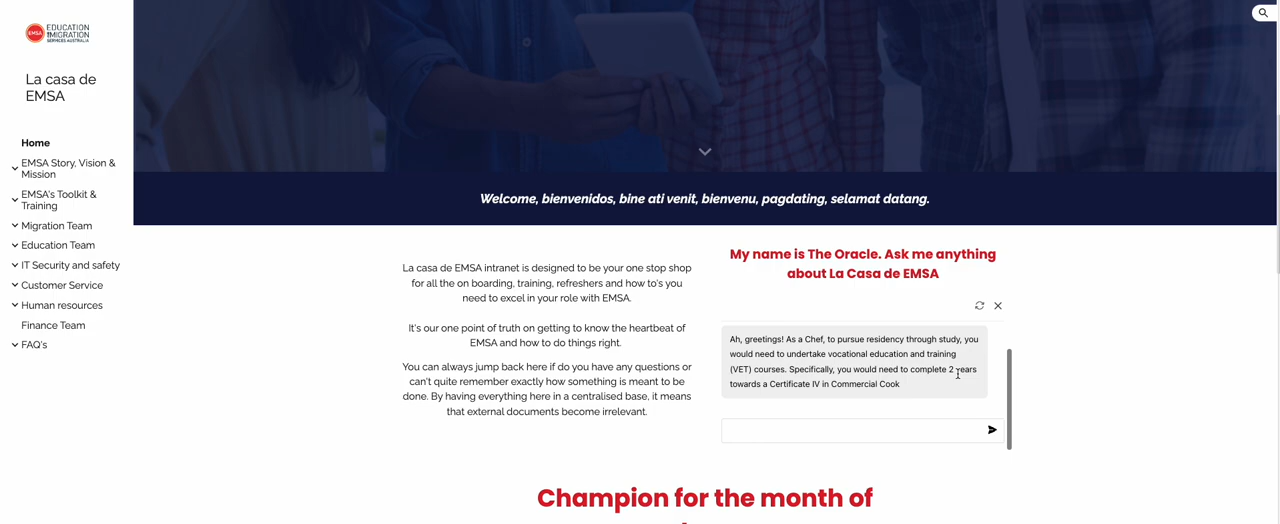 EMSA
EDUCATION
IMMIGRATION
SERVICES AUSTRALIA
La casa de
EMSA
Home
EMSA Story, Vision &
Mission
EMSA's Toolkit &
Training
Migration Team
Education Team
IT Security and safety
Customer Service
Human resources
Finance Team
FAQ's
Welcome, bienvenidos, bine ati venit, bienvenu, pagdating, selamat datang.
La casa de EMSA intranet is designed to be your one stop shop
for all the on boarding, training, refreshers and how to's you
need to excel in your role with EMSA.
It's our one point of truth on getting to know the heartbeat of
EMSA and how to do things right.
You can always jump back here if do you have any questions or
can't quite remember exactly how something is meant to be
done. By having everything here in a centralised base, it means
that external documents become irrelevant.
My name is The Oracle. Ask me anything
about La Casa de EMSA
Ah, greetings! As a Chef, to pursue residency through study, you
would need to undertake vocational education and training
(VET) courses. Specifically, you would need to complete 2 years
towards a Certificate IV in Commercial Cook
Champion for the month of